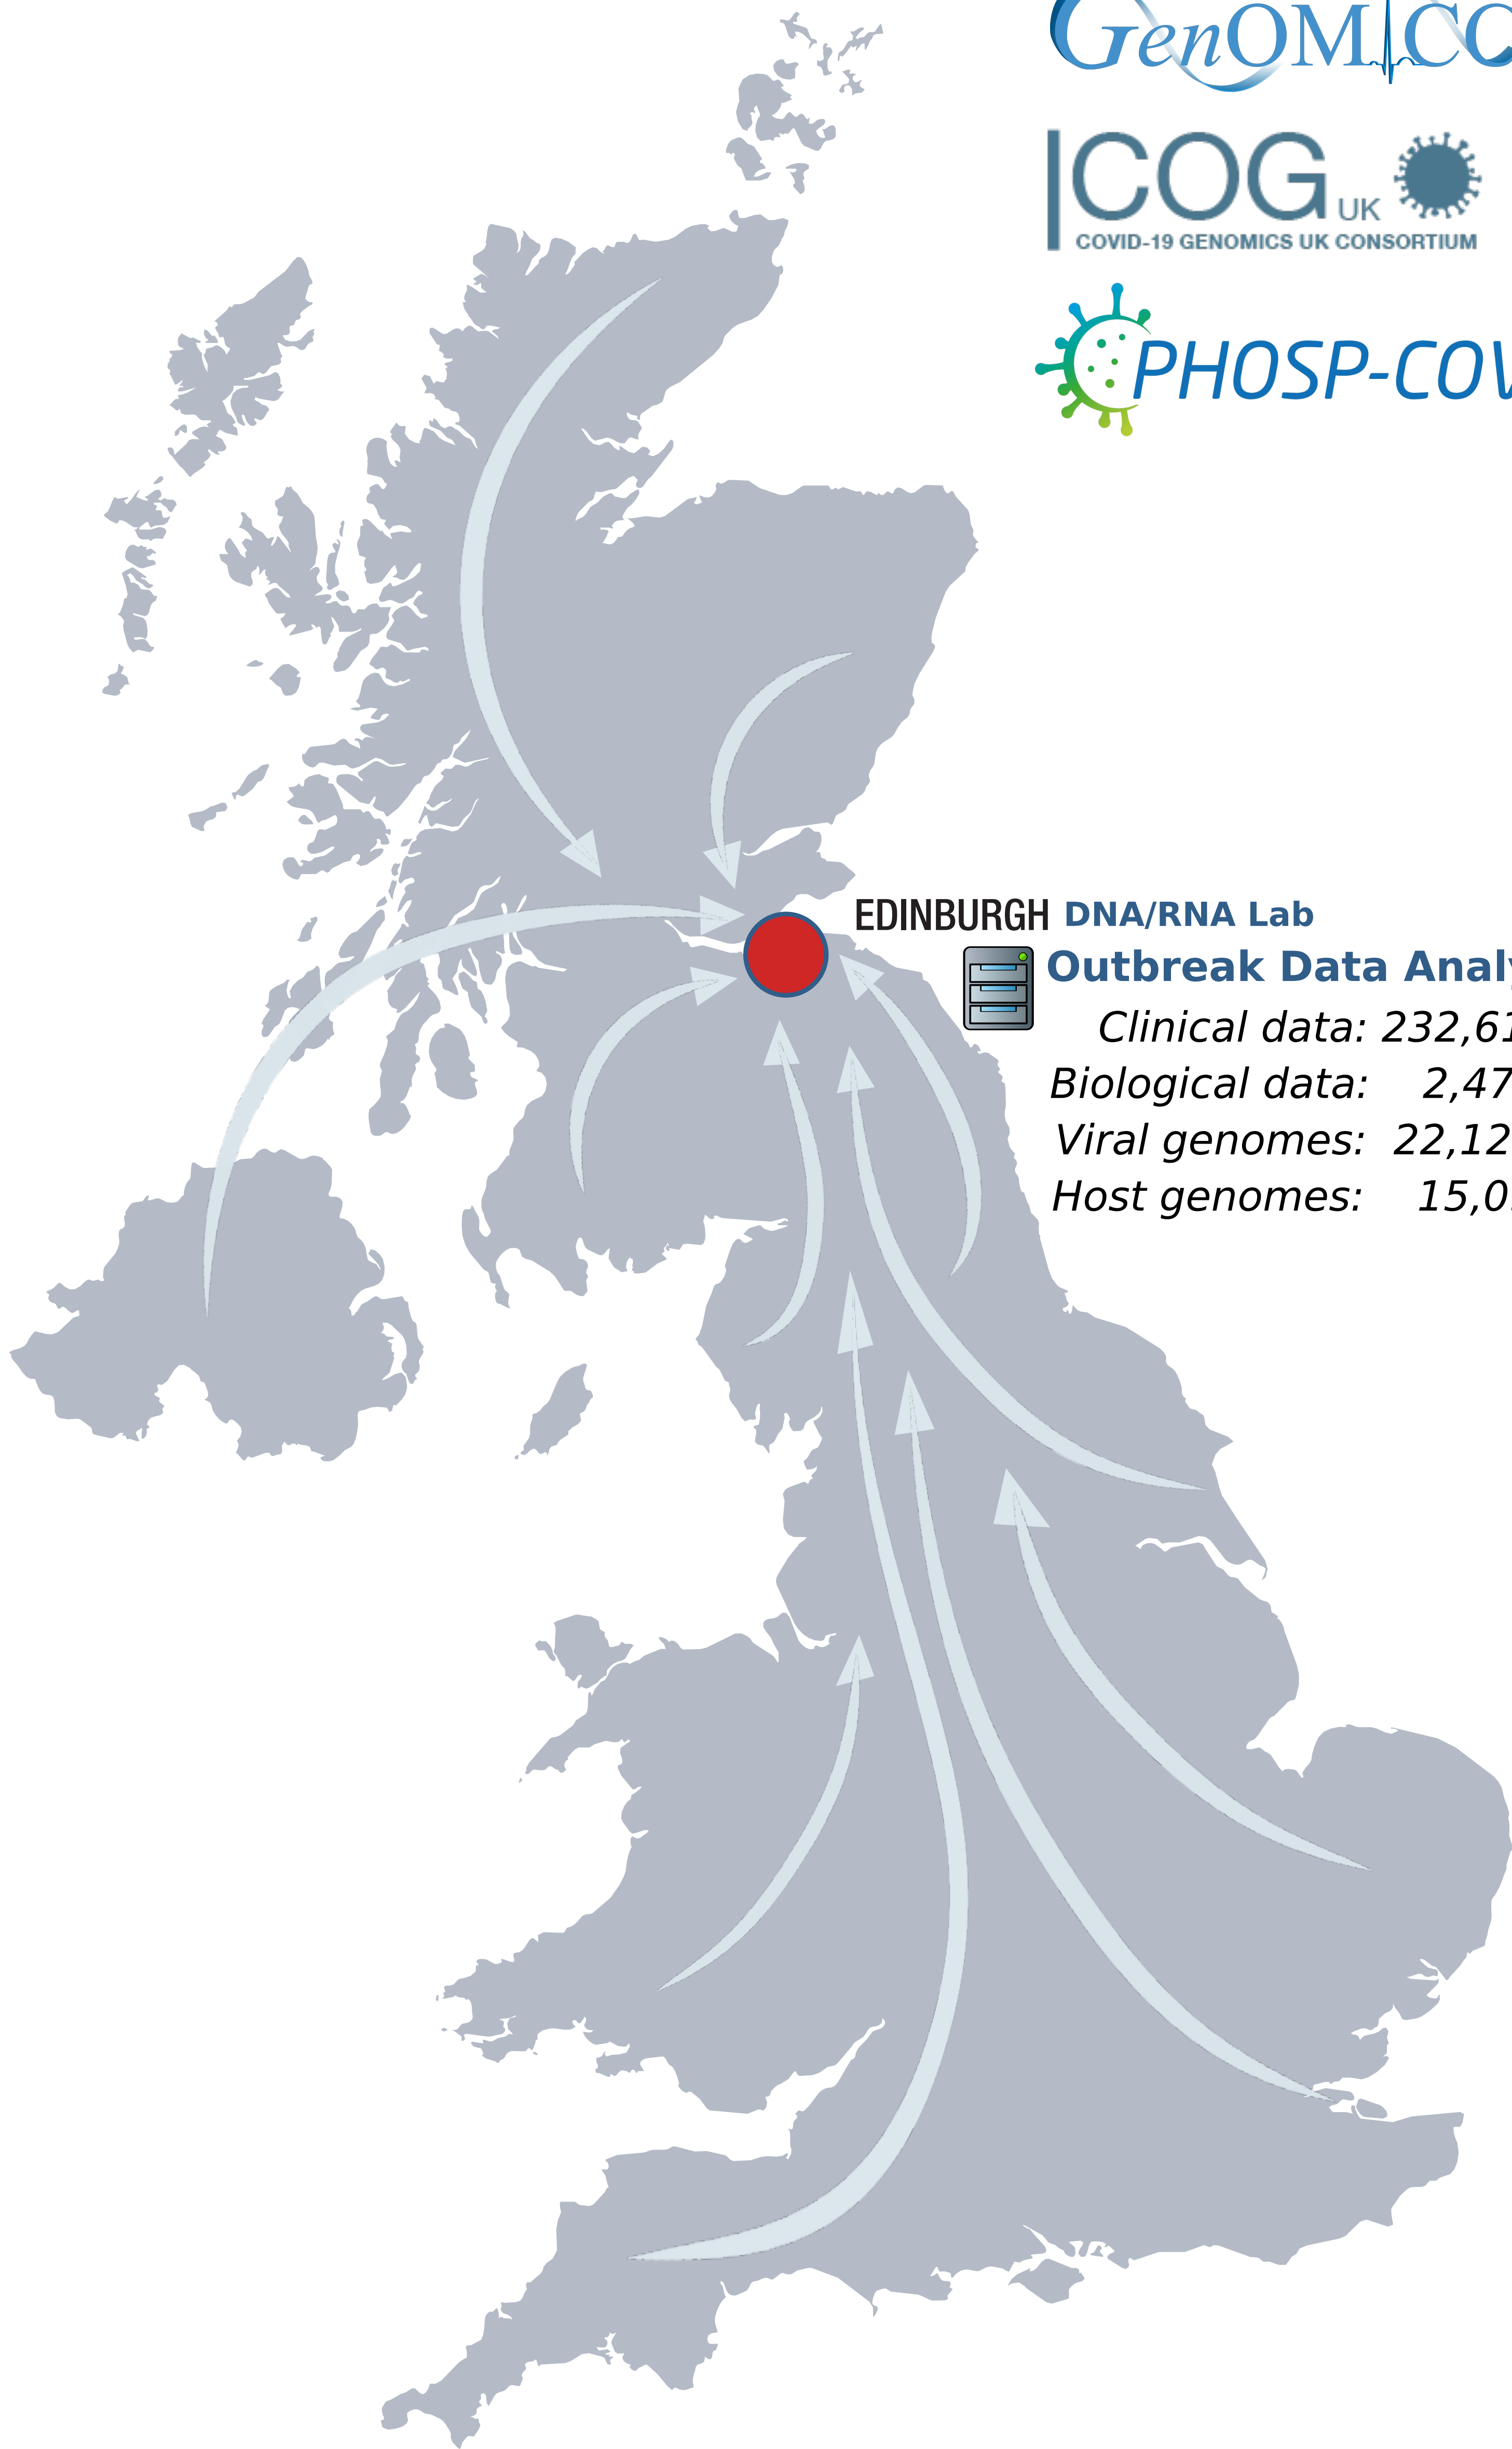 GenOMICC
COG UK
COVID-19 GENOMICS UK CONSORTIUM
PHOSP-COV
EDINBURGH DNA/RNA Lab
Outbreak Data Analy
Clinical data: 232,61
Biological data: 2,47
Viral genomes: 22,12
Host genomes: 15,0